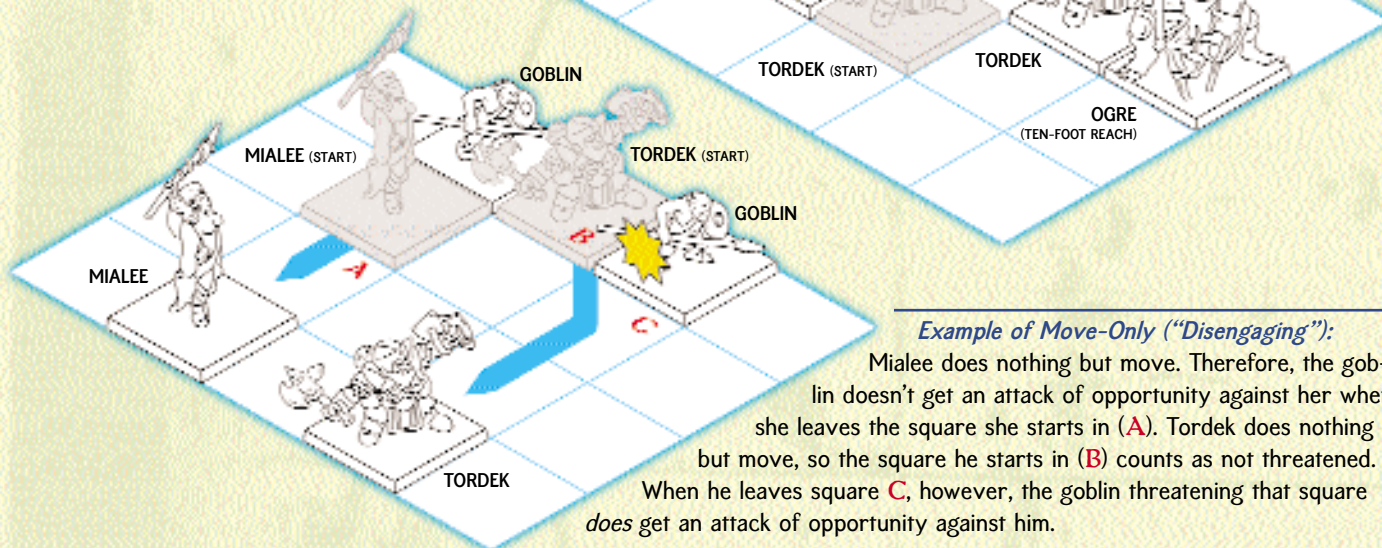 TORDEK (START)
TORDEK
OGRE
(TEN-FOOT REACH)
GOBLIN
MIALEE (START)
TORDEK (START)
GOBLIN
MIALEE
A
B
C
TORDEK
Example of Move-Only (“Disengaging”):
Mialee does nothing but move. Therefore, the gob-
lin doesn't get an attack of opportunity against her whe
she leaves the square she starts in (A). Tordek does nothing
but move, so the square he starts in (B) counts as not threatened.
When he leaves square C, however, the goblin threatening that square
does get an attack of opportunity against him.